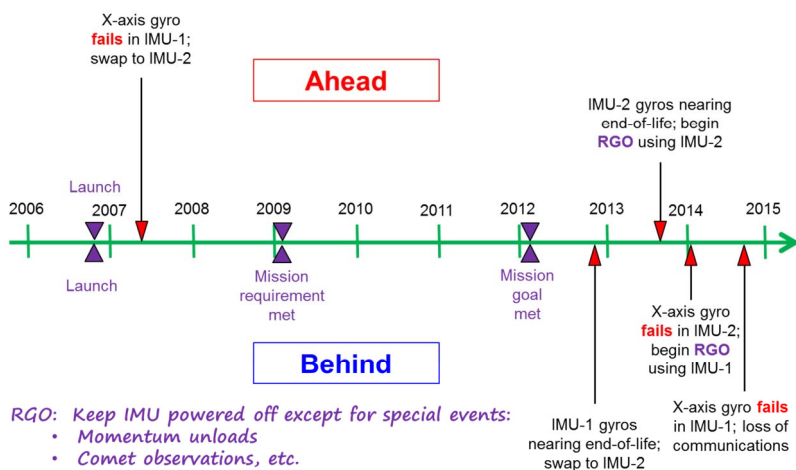 X-axis gyro
fails in IMU-1;
swap to IMU-2
Ahead
IMU-2 gyros nearing
end-of-life; begin
RGO using IMU-2
Launch
2006
2007
2008
2009
2010
2011
2012
2013
2014
2015
Launch
Mission
requirement
met
Mission
goal
met
X-axis gyro
fails in IMU-2;
begin RGO
using IMU-1
Behind
IMU-1 gyros
nearing end-of-life;
swap to IMU-2
X-axis gyro fails
in IMU-1; loss of
communications
RGO: Keep IMU powered off except for special events:
• Momentum unloads
• Comet observations, etc.